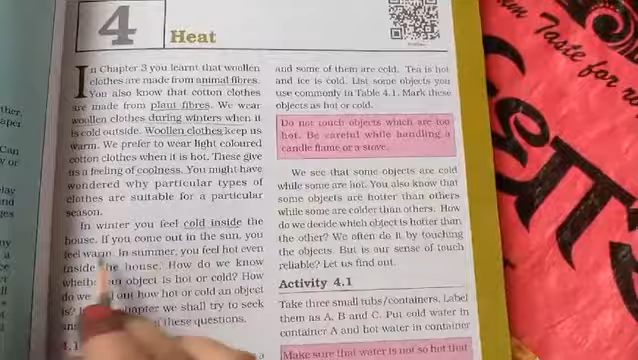 4
Heat
In Chapter 3 you learnt that woollen
clothes are made from animal fibres.
You also know that cotton clothes
are made from plant fibres. We wear
woollen clothes during winters when it
is cold outside. Woollen clothes keep us
warm. We prefer to wear light coloured
cotton clothes when it is hot. These give
us a feeling of coolness. You might have
wondered why particular types of
clothes are suitable for a particular
season.
In winter you feel cold inside the
house. If you come out in the sun, you
feel warm. In summer, you feel hot even
inside house. How do we know
whether an object is hot or cold? How
do we out how hot or cold an object
is? chapter we shall try to seek
these questions.
4.1
and some of them are cold. Tea is hot
and ice is cold. List some objects you
use commonly in Table 4.1. Mark these
objects as hot or cold.
Do not touch objects which are too
hot. Be careful while handling a
candle flame or a stove.
We see that some objects are cold
while some are hot. You also know that
some objects are hotter than others
while some are colder than others. How
do we decide which object is hotter than
the other? We often do it by touching
the objects. But is our sense of touch
reliable? Let us find out.
Activity 4.1
Take three small tubs/containers. Label
them as A, B and C. Put cold water in
container A and hot water in container
Make sure that water is not so hot that
Taste for